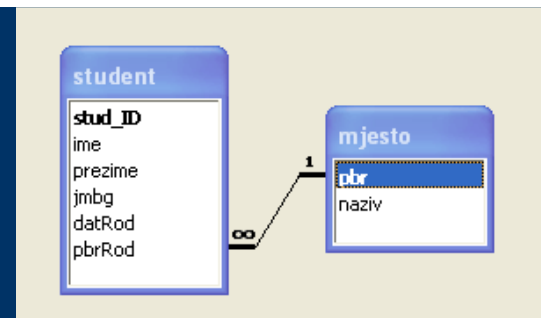 student
stud_ID
ime
prezime
jmbg
datRod
pbrRod
∞
1
mjesto
pbr
naziv